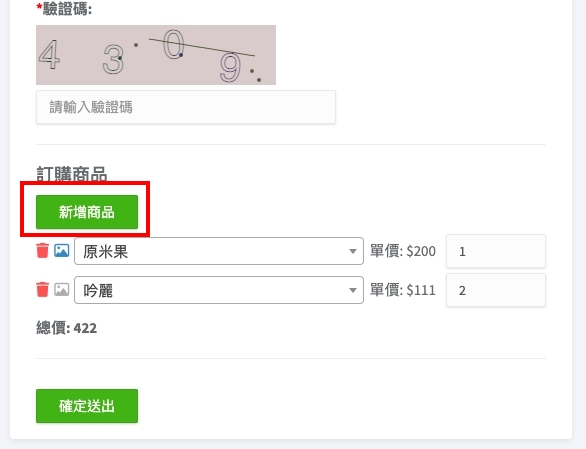 *驗證碼:
4 3 0 9
請輸入驗證碼
訂購商品
新增商品
原米果 單價: $200 1
吟麗 單價: $111 2
總價: 422
確定送出